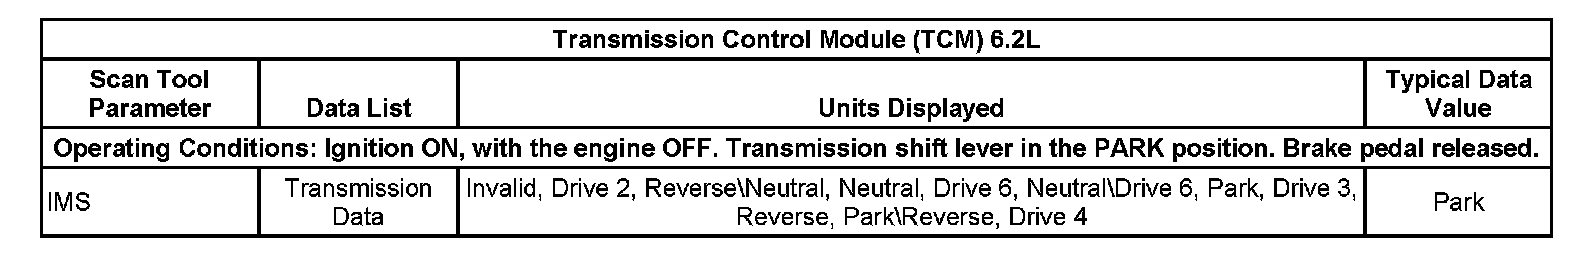 Transmission Control Module (TCM) 6.2L
Scan Tool
Parameter
Data List
Units Displayed
Typical Data
Value
Operating Conditions: Ignition ON, with the engine OFF. Transmission shift lever in the PARK position. Brake pedal released.
IMS
Transmission
Data
Invalid, Drive 2, Reverse\Neutral, Neutral, Drive 6, Neutral\Drive 6, Park, Drive 3,
Reverse, Park\Reverse, Drive 4
Park